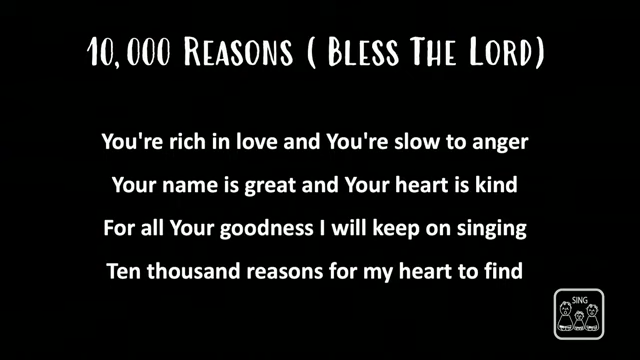 10,000 Reasons ( Bless The Lord)
You're rich in love and You're slow to anger
Your name is great and Your heart is kind
For all Your goodness I will keep on singing
Ten thousand reasons for my heart to find
SING